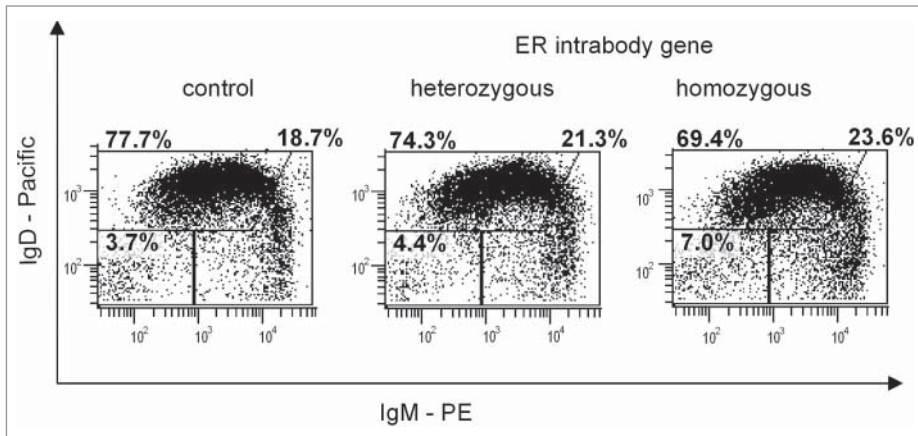 ER intrabody gene
control heterozygous homozygous
77.7% 18.7% 74.3% 21.3% 69.4% 23.6%
10³ 10³ 10³
3.7% 4.4% 7.0%
10² 10² 10²
10² 10³ 10⁴ 10² 10³ 10⁴ 10² 10³ 10⁴
IgD - Pacific
IgM - PE